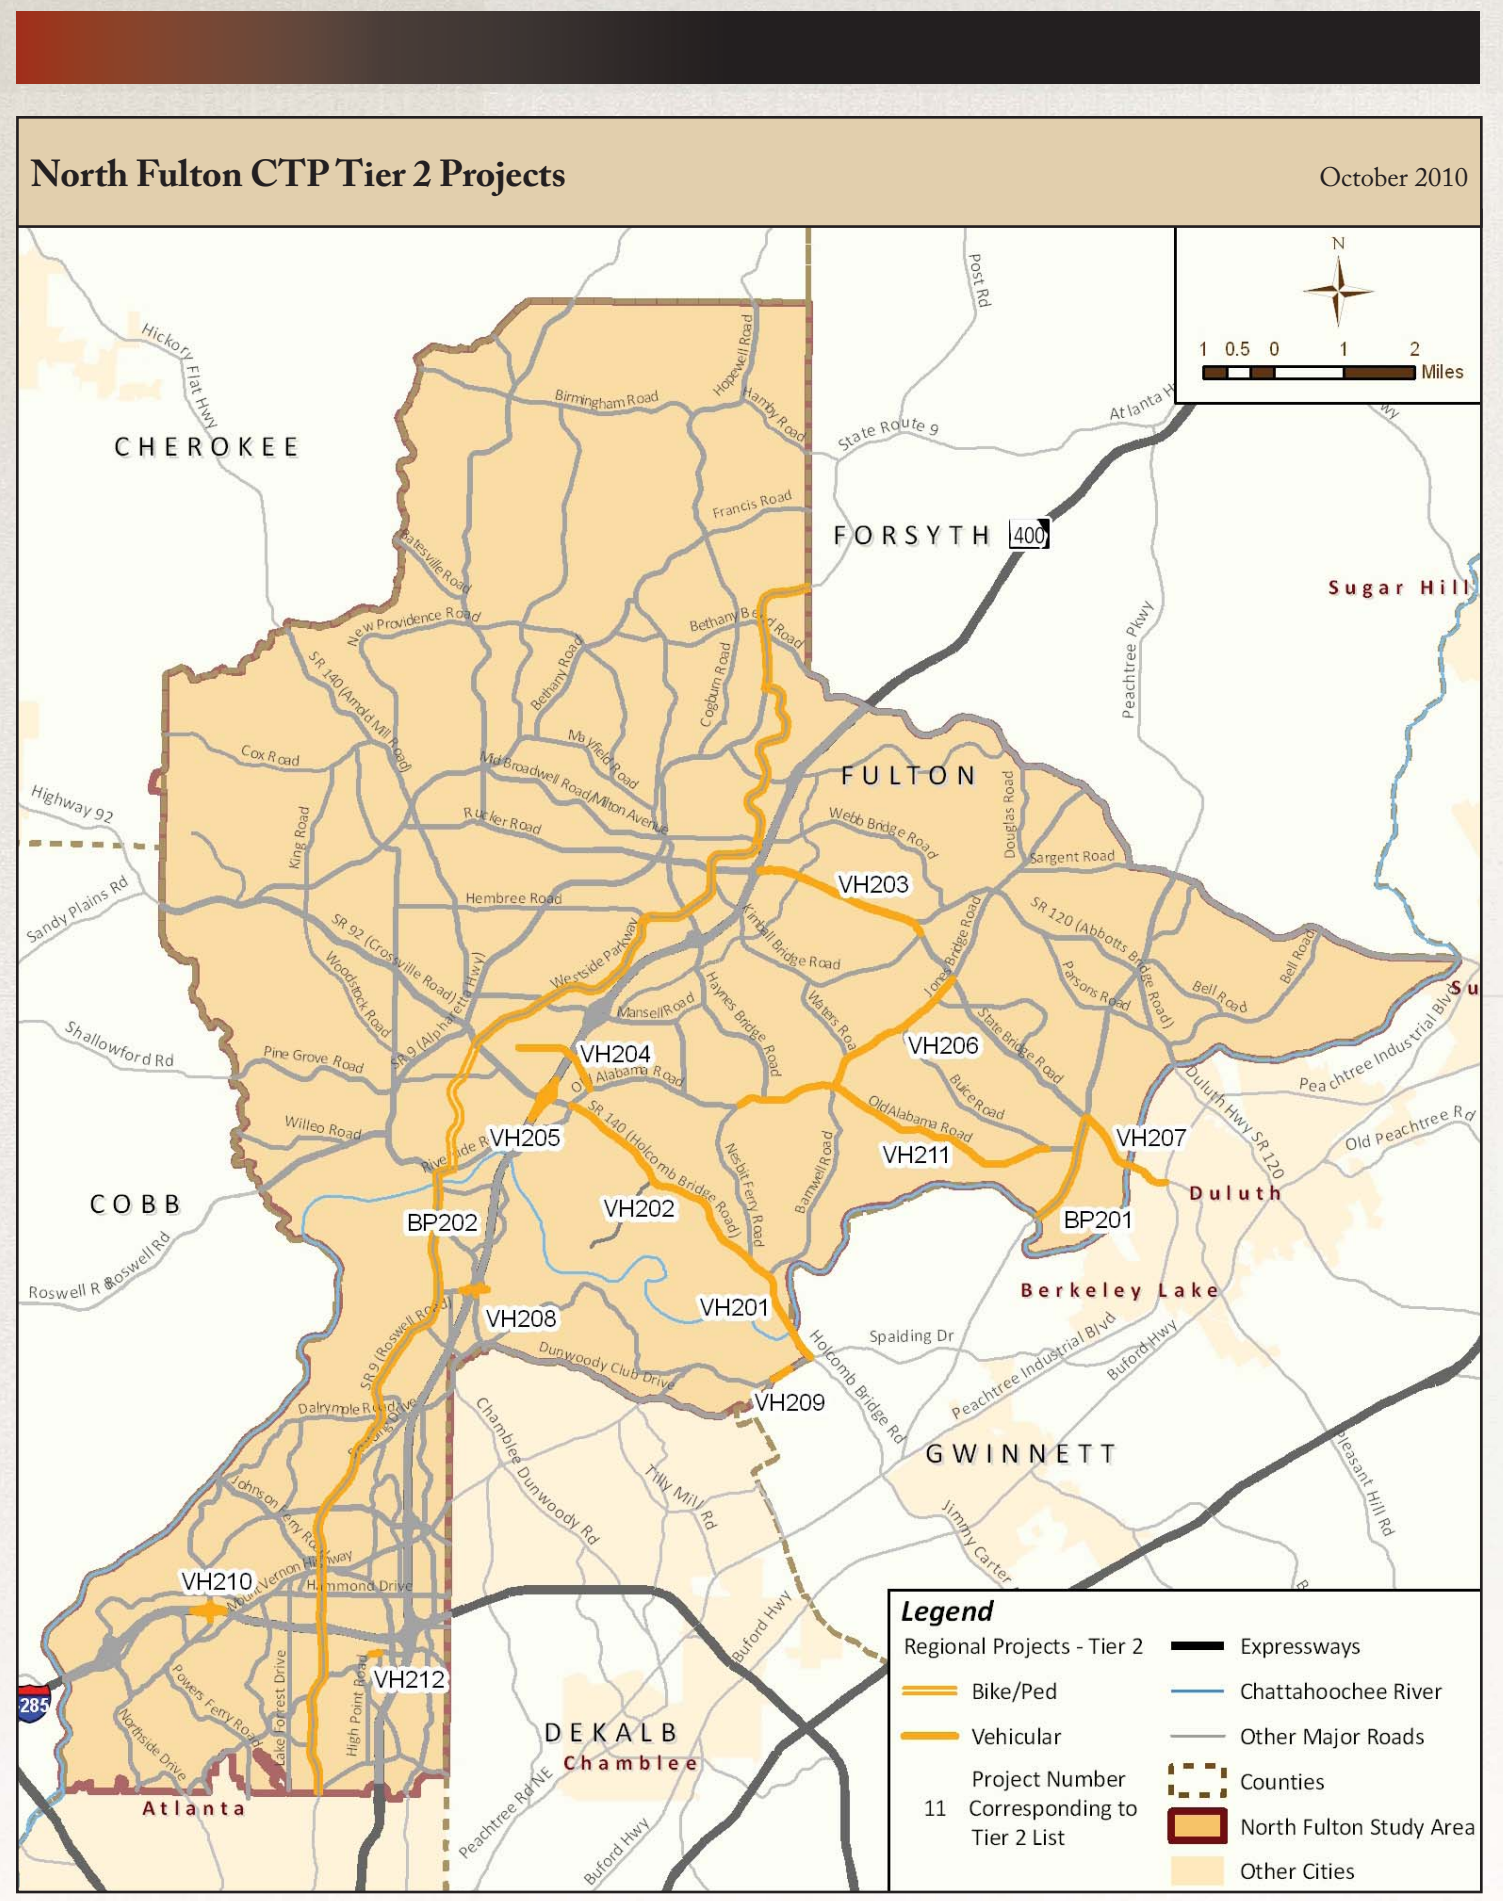 North Fulton CTP Tier 2 Projects
October 2010
N
1 0.5 0 1 2
Miles
Post Rd
Hickory Flat Hwy
Hopewell Road
Birmingham Road
Hamby Road
Atlanta H
wy
State Route 9
CHEROKEE
Francis Road
FORSYTH
400
Batesville Road
Sugar Hill
New Providence Road
Bethany Bend Road
Peachtree Pkwy
SR 140 (Arnold Mill Road)
Bethany Road
Cogburn Road
Cox Road
Mayfield Road
Mid Broadwell Road/Milton Avenue
FULTON
Highway 92
King Road
Rucker Road
Webb Bridge Road
Douglas Road
Sargent Road
Sandy Plains Rd
Hembree Road
VH203
SR 92 (Crossville Road)
Westside Parkway
Kimball Bridge Road
Jones Bridge Road
SR 120 (Abbotts Bridge Road)
Bell Road
Woodstock Road
Parsons Road
Bell Road
Su
SR 9 (Alpharetta Hwy)
Mansell Road
Haynes Bridge Road
Waters Roa
State Bridge Road
Shallowford Rd
Pine Grove Road
VH204
VH206
Peachtree Industrial Blvd
Old Alabama Road
Buice Road
Duluth Hwy SR 120
Willeo Road
VH205
SR 140 (Holcomb Bridge Road)
Old Alabama Road
VH207
Old Peachtree Rd
Riverside R
VH211
Nesbit Ferry Road
Barnwell Road
Duluth
COBB
VH202
BP202
BP201
Roswell R
Roswell Rd
Berkeley Lake
VH201
VH208
SR 9 (Roswell Road)
Spalding Dr
Holcomb Bridge Rd
Peachtree Industrial Blvd
Buford Hwy
Dunwoody Club Drive
VH209
Dalrymple Road
GWINNETT
Chamblee Dunwoody Rd
Tilly Mill Rd
Pleasant Hill Rd
Johnson Ferry Road
Jimmy Carter
Mount Vernon Highway
VH210
Hammond Drive
B
Buford Hwy
285
Powers Ferry Road
Lake Forrest Drive
High Point Road
VH212
Northside Drive
DEKALB
Chamblee
Atlanta
Peachtree Rd NE
Buford Hwy
Legend
Regional Projects - Tier 2
Bike/Ped
Vehicular
11
Project Number
Corresponding to
Tier 2 List
Expressways
Chattahoochee River
Other Major Roads
Counties
North Fulton Study Area
Other Cities